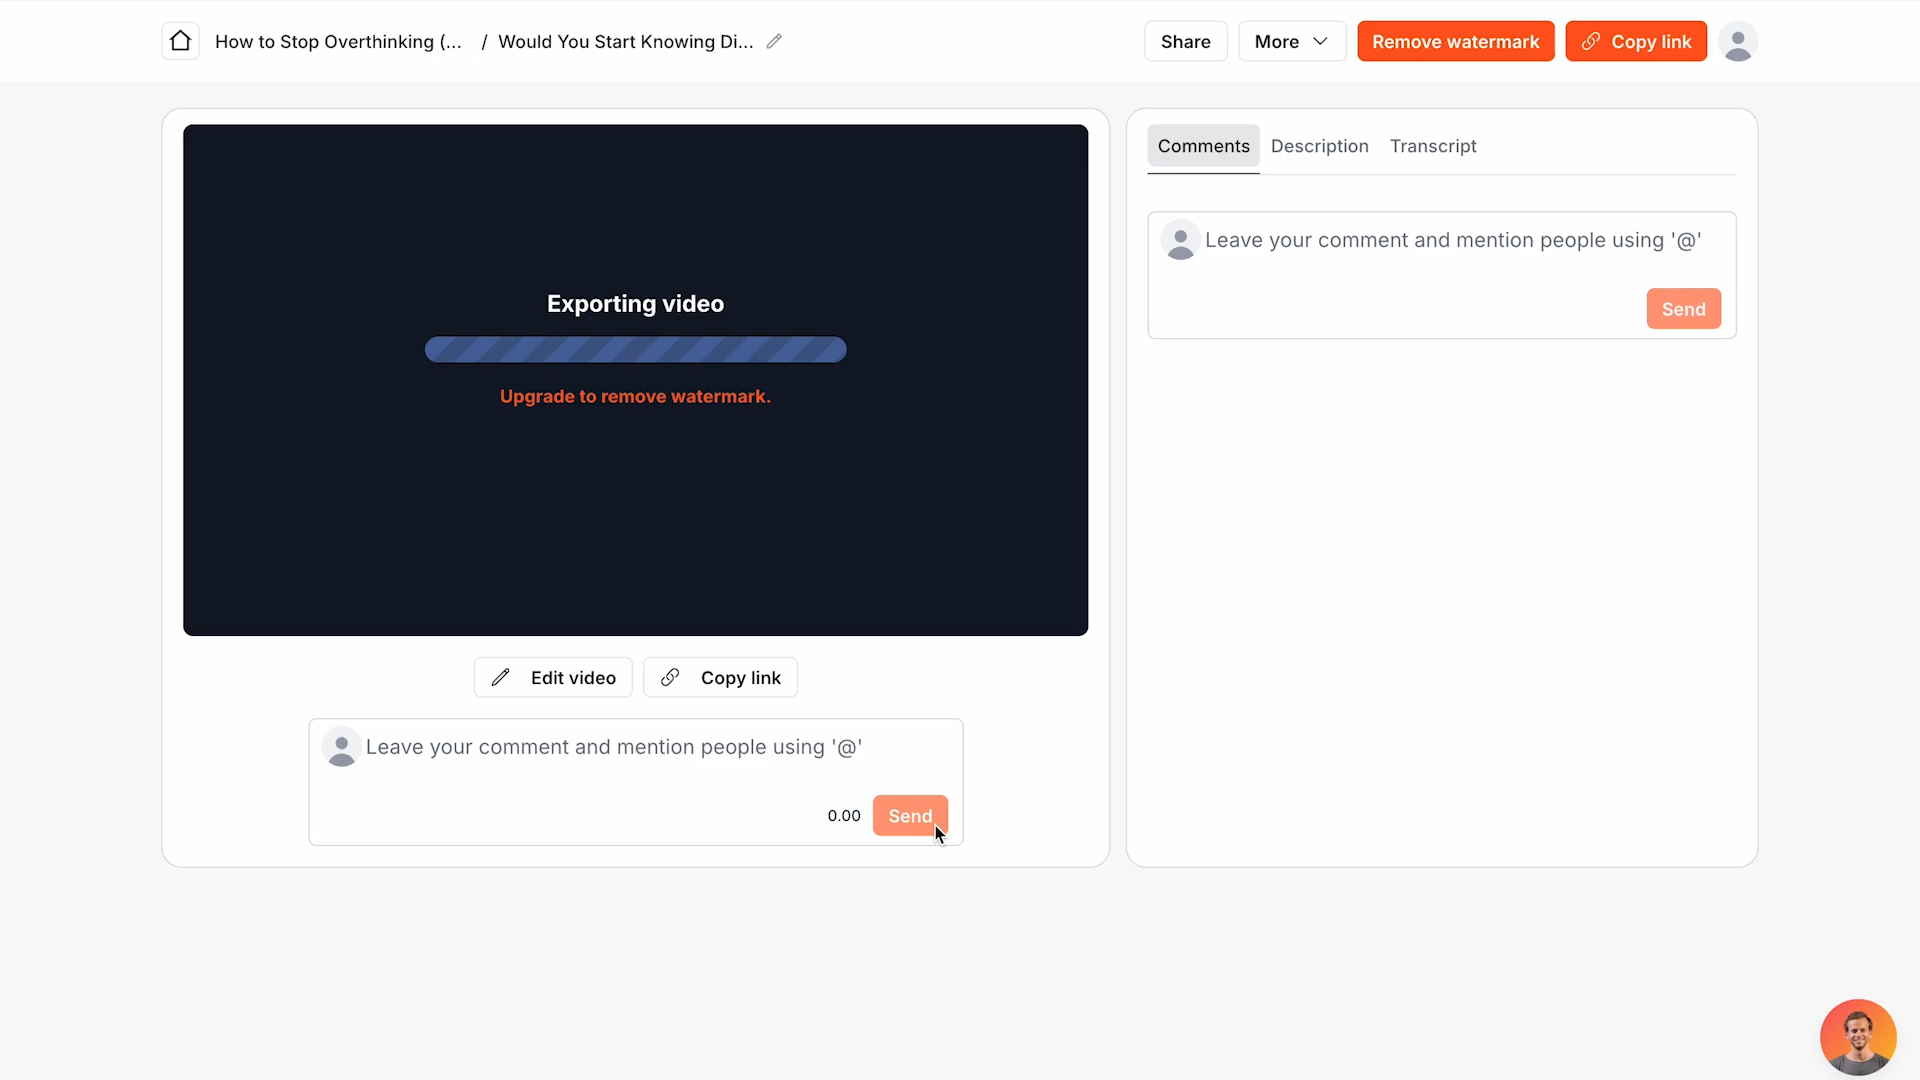 How to Stop Overthinking (... / Would You Start Knowing Di...
Share
More
Remove watermark
Copy link
Exporting video
Upgrade to remove watermark.
Edit video
Copy link
Leave your comment and mention people using '@'
0.00
Send
Comments
Description
Transcript
Leave your comment and mention people using '@'
Send